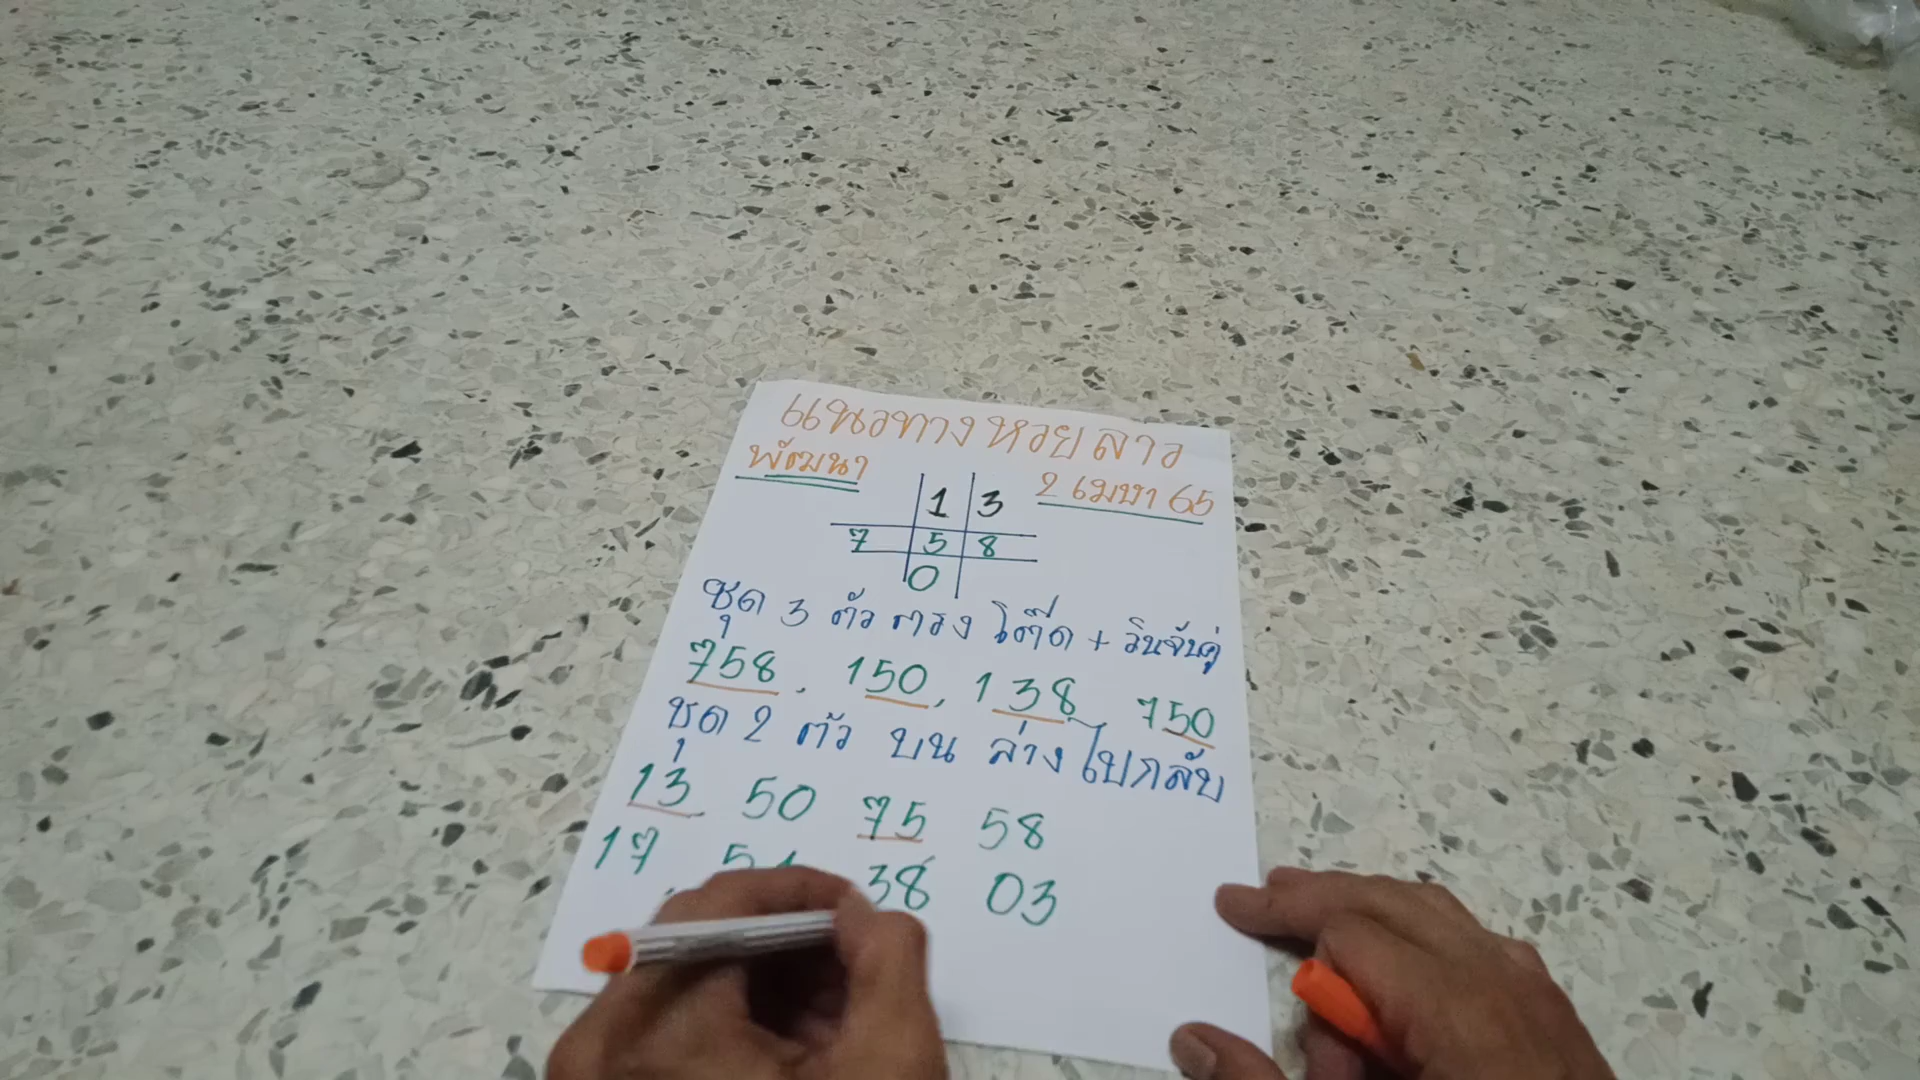 แนวทางหวยลาว
พัฒนา
2 เมษา 65
1 3
7 5 8
0
ชุด 3 ตัว ตรง โต๊ด + วินจับคู่
758. 150, 138, 750
ชุด 2 ตัว บน ล่าง ไปกลับ
13. 50 75 58
17 51 38 03